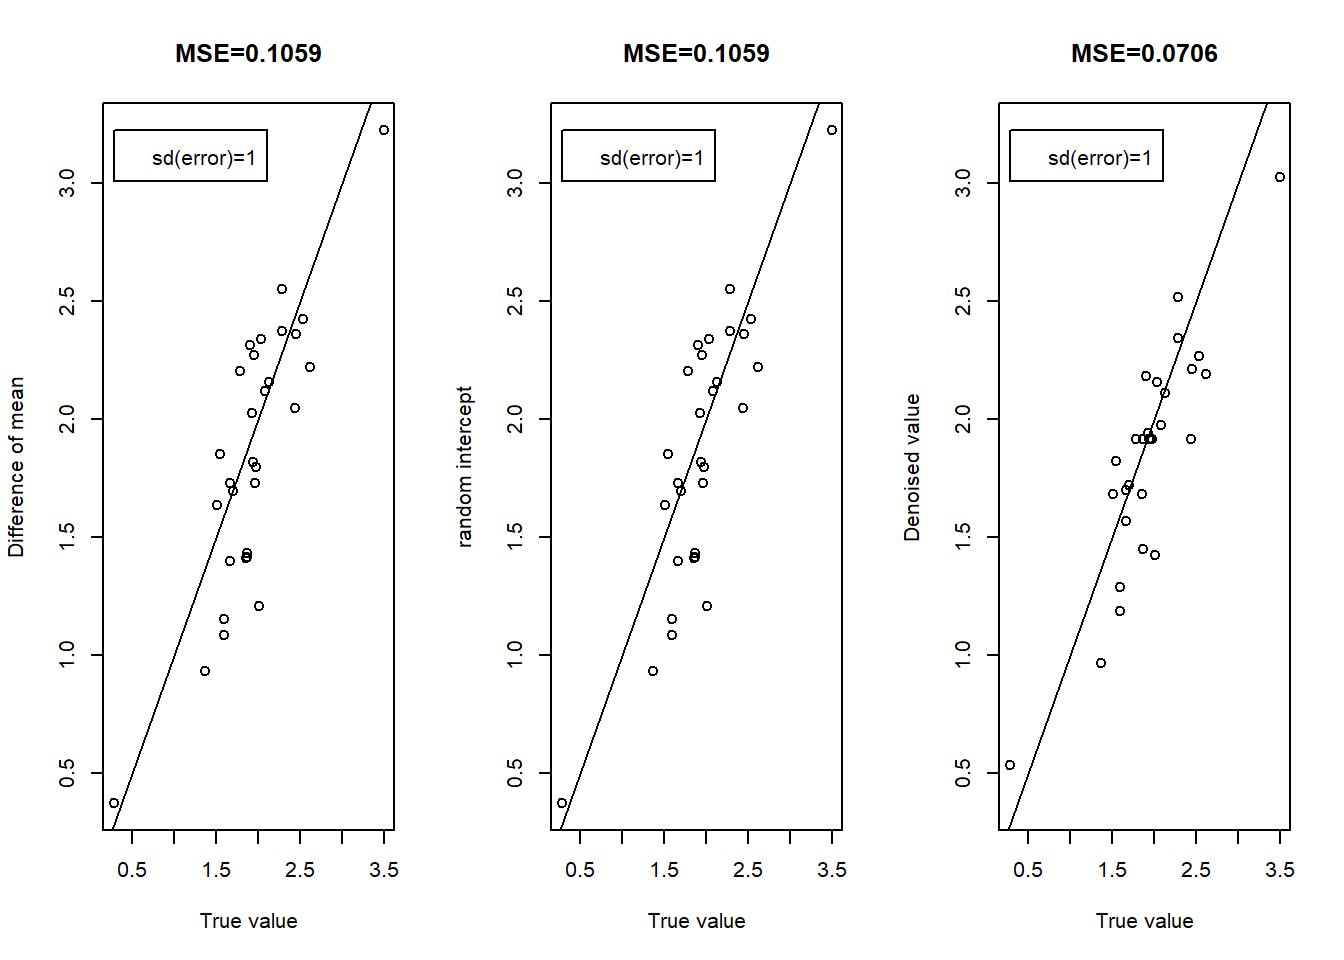 MSE=0.1059
sd(error)=1
Difference of mean
3.0
2.5
2.0
1.5
1.0
0.5
0.5 1.5 2.5 3.5
True value
MSE=0.1059
sd(error)=1
random intercept
3.0
2.5
2.0
1.5
1.0
0.5
0.5 1.5 2.5 3.5
True value
MSE=0.0706
sd(error)=1
Denoised value
3.0
2.5
2.0
1.5
1.0
0.5
0.5 1.5 2.5 3.5
True value